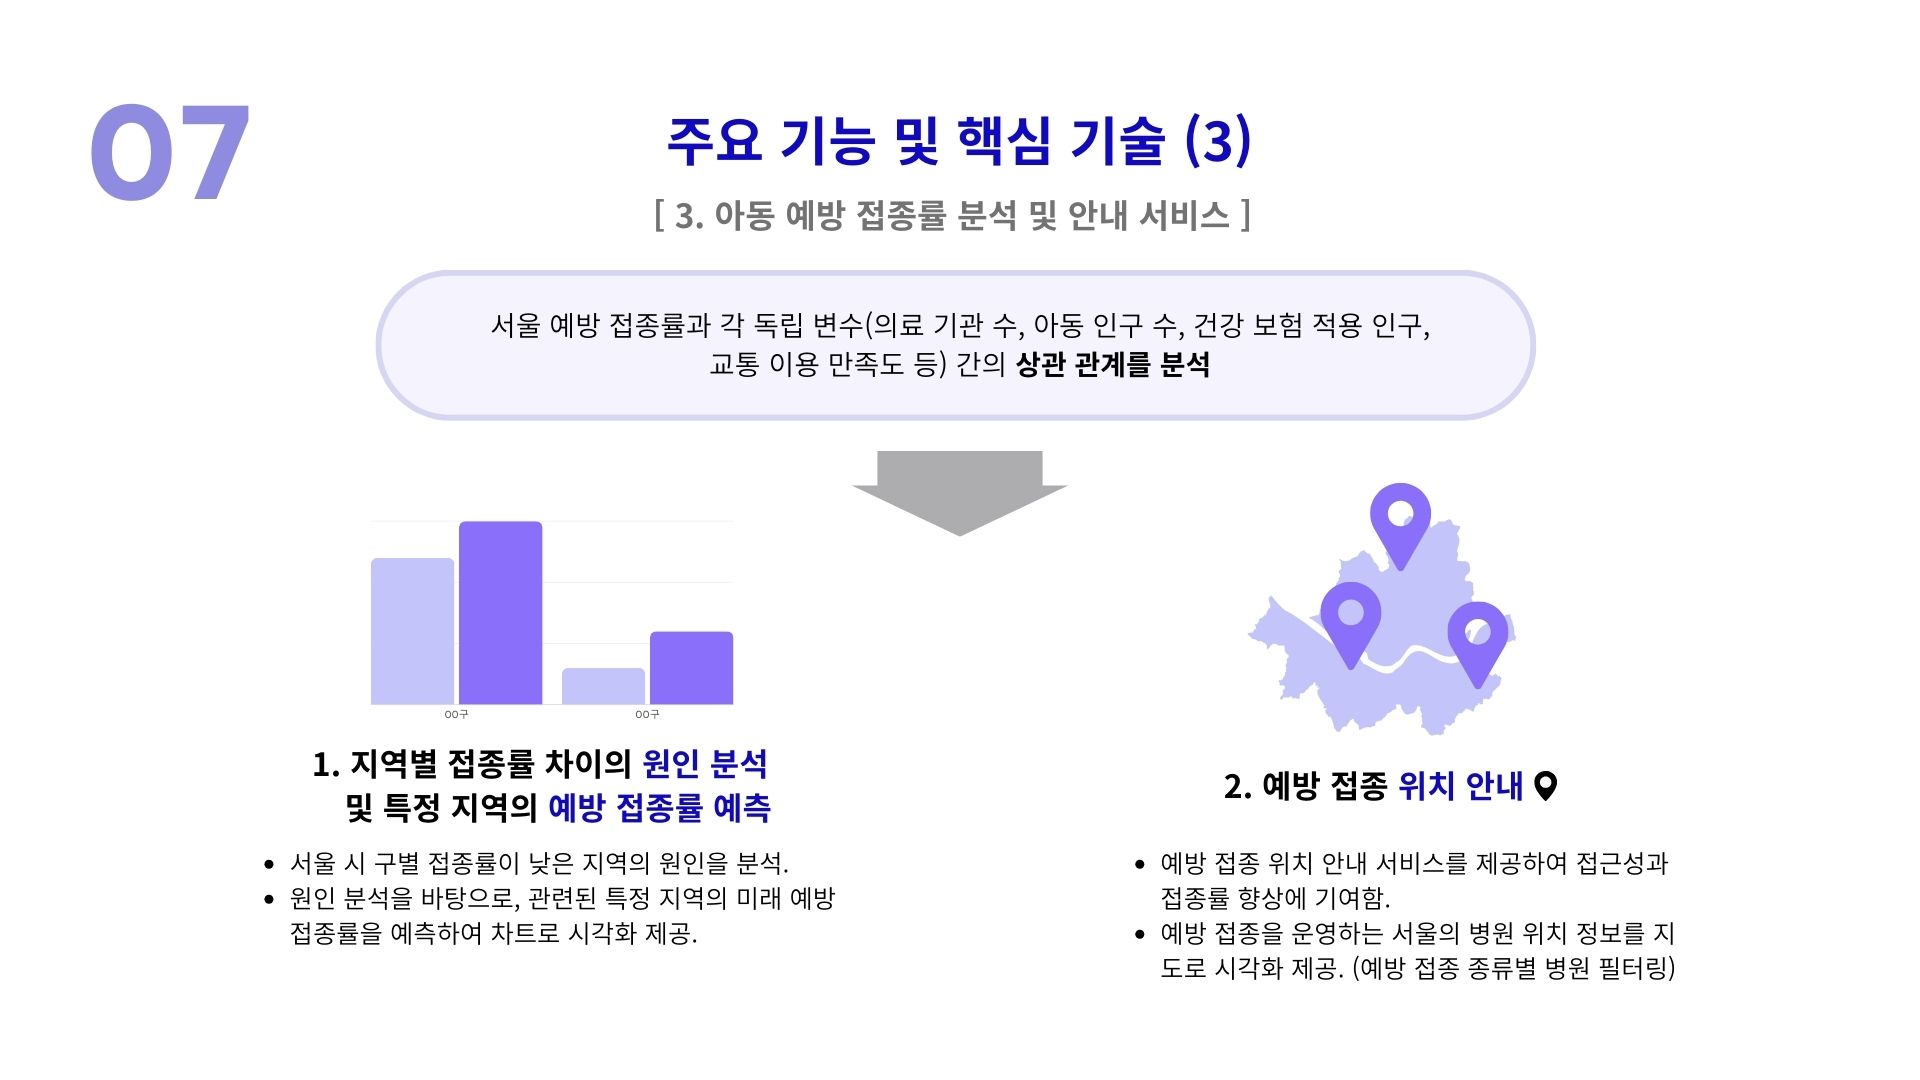 07
주요 기능 및 핵심 기술 (3)
[ 3. 아동 예방 접종률 분석 및 안내 서비스 ]
서울 예방 접종률과 각 독립 변수(의료 기관 수, 아동 인구 수, 건강 보험 적용 인구,
교통 이용 만족도 등) 간의 상관 관계를 분석
OO구
OO구
1. 지역별 접종률 차이의 원인 분석
및 특정 지역의 예방 접종률 예측
• 서울 시 구별 접종률이 낮은 지역의 원인을 분석.
• 원인 분석을 바탕으로, 관련된 특정 지역의 미래 예방
접종률을 예측하여 차트로 시각화 제공.
2. 예방 접종 위치 안내
• 예방 접종 위치 안내 서비스를 제공하여 접근성과
접종률 향상에 기여함.
• 예방 접종을 운영하는 서울의 병원 위치 정보를 지
도로 시각화 제공. (예방 접종 종류별 병원 필터링)